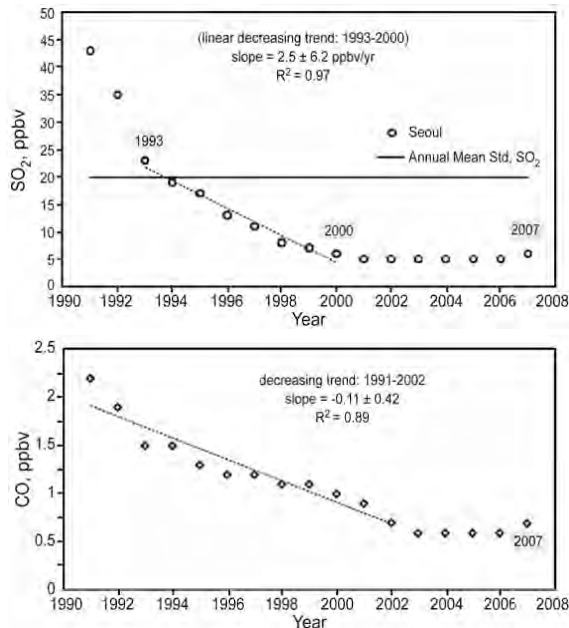 50
45
40
35
30
25
20
15
10
5
0
SO2, ppbv
(linear decreasing trend: 1993-2000)
slope = 2.5 ± 6.2 ppbv/yr
R² = 0.97
1993
Seoul
Annual Mean Std, SO2
2000
2007
1990 1992 1994 1996 1998 2000 2002 2004 2006 2008
Year
2.5
2
1.5
1
0.5
0
CO, ppbv
decreasing trend: 1991-2002
slope = -0.11 ± 0.42
R² = 0.89
2007
1990 1992 1994 1996 1998 2000 2002 2004 2006 2008
Year